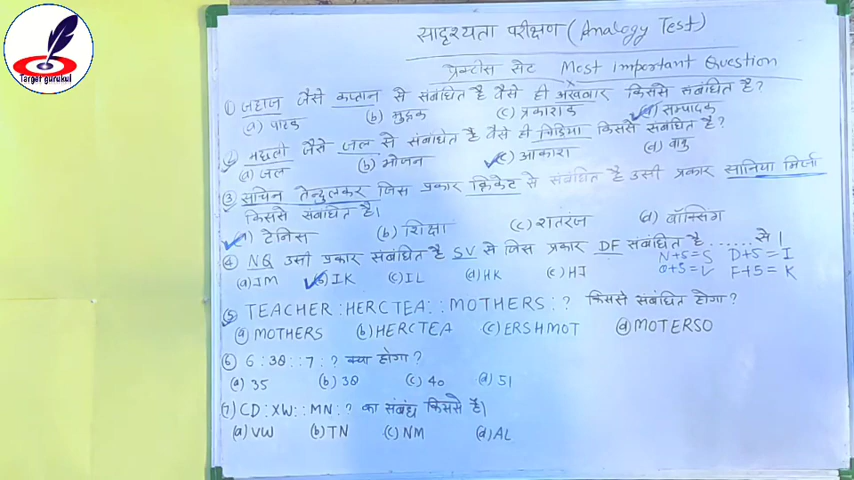 Target gurukul
सादृश्यता परीक्षण (Analogy Test)
प्रैक्टीस सेट Most Important Question
① जहाज जैसे कप्तान से संबंधित है वैसे ही अखबार किससे संबंधित है?
(a) पाठक (b) मुद्रक (c) प्रकाशक (d) सम्पादक
② मछली जैसे जल से संबंधित है वैसे ही चिड़िया किससे संबंधित है?
(a) जल (b) भोजन (c) आकाश (d) वायु
③ सचिन तेन्दुलकर जिस प्रकार क्रिकेट से संबंधित है उसी प्रकार सानिया मिर्जा
किससे संबंधित है।
(a) टेनिस (b) शिक्षा (c) शतरंज (d) बॉक्सिंग
④ NQ उसी प्रकार संबंधित है SV से जिस प्रकार DF संबंधित है ...... से।
(a) IM (b) IK (c) IL (d) HK (e) HJ
N+5=S D+5=I
Q+5=V F+5=K
⑤ TEACHER : HERCTEA :: MOTHERS : ? किससे संबंधित होगा?
(a) MOTHERS (b) HERCTEA (c) ERSHMOT (d) MOTERSO
⑥ 6 : 38 :: 7 : ? क्या होगा?
(a) 35 (b) 38 (c) 40 (d) 51
(7) CD : XW :: MN : ? का संबंध किससे है।
(a) VW (b) TN (c) NM (d) AL